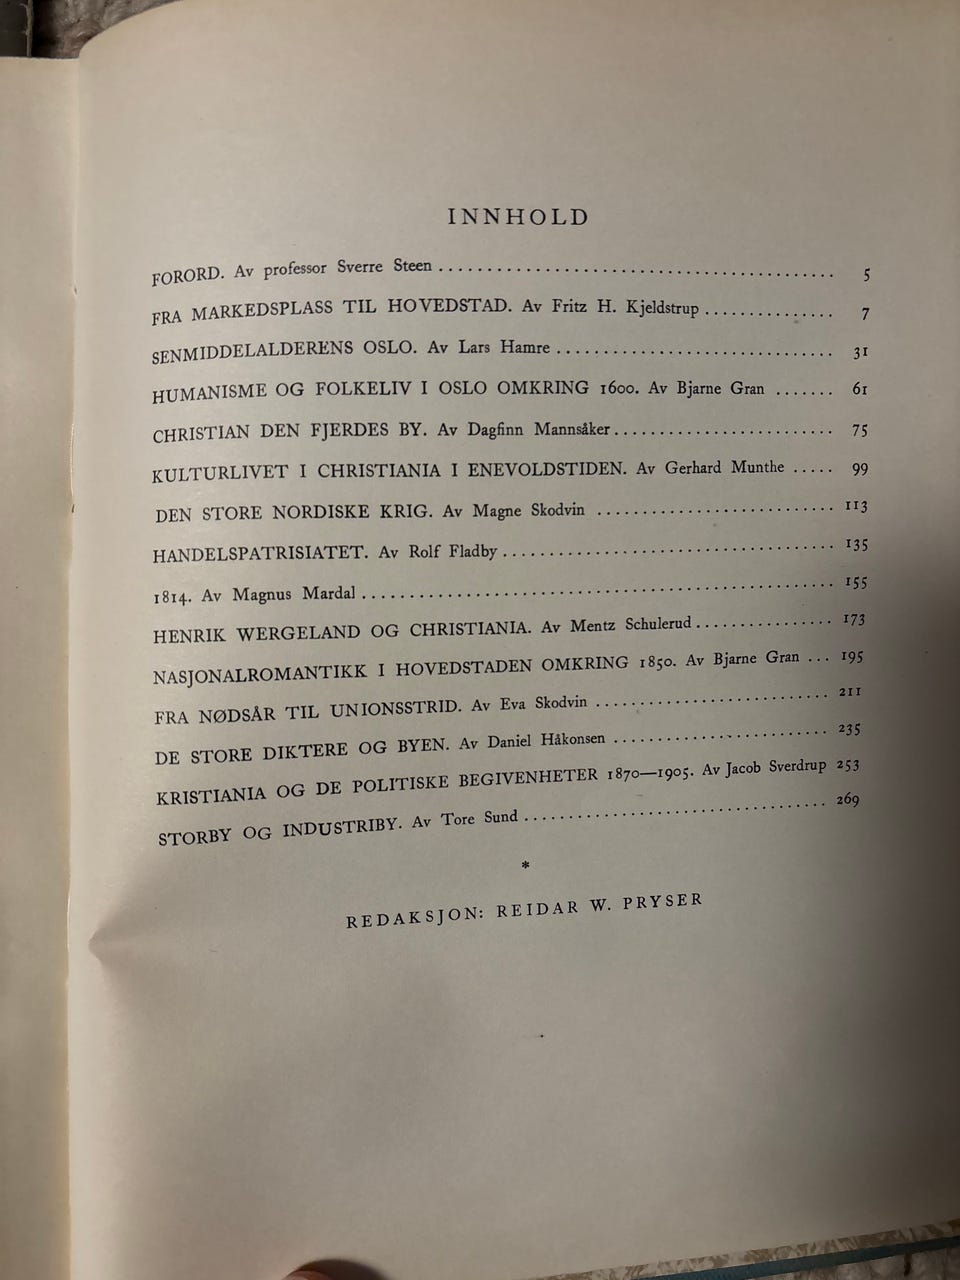 INNHOLD
FORORD. Av professor Sverre Steen ........................................ 5
FRA MARKEDSPLASS TIL HOVEDSTAD. Av Fritz H. Kjeldstrup ............... 7
SENMIDDELALDERENS OSLO. Av Lars Hamre ............................. 31
HUMANISME OG FOLKELIV I OSLO OMKRING 1600. Av Bjarne Gran ....... 61
CHRISTIAN DEN FJERDES BY. Av Dagfinn Mannsåker ....................... 75
KULTURLIVET I CHRISTIANIA I ENEVOLDSTIDEN. Av Gerhard Munthe ..... 99
DEN STORE NORDISKE KRIG. Av Magne Skodvin ......................... 113
HANDELSPATRISIATET. Av Rolf Fladby .................................. 135
1814. Av Magnus Mardal ................................................ 155
HENRIK WERGELAND OG CHRISTIANIA. Av Mentz Schulerud ............... 173
NASJONALROMANTIKK I HOVEDSTADEN OMKRING 1850. Av Bjarne Gran ... 195
FRA NØDSÅR TIL UNIONSSTRID. Av Eva Skodvin ......................... 211
DE STORE DIKTERE OG BYEN. Av Daniel Håkonsen ....................... 235
KRISTIANIA OG DE POLITISKE BEGIVENHETER 1870—1905. Av Jacob Sverdrup 253
STORBY OG INDUSTRIBY. Av Tore Sund ................................ 269
*
REDAKSJON: REIDAR W. PRYSER